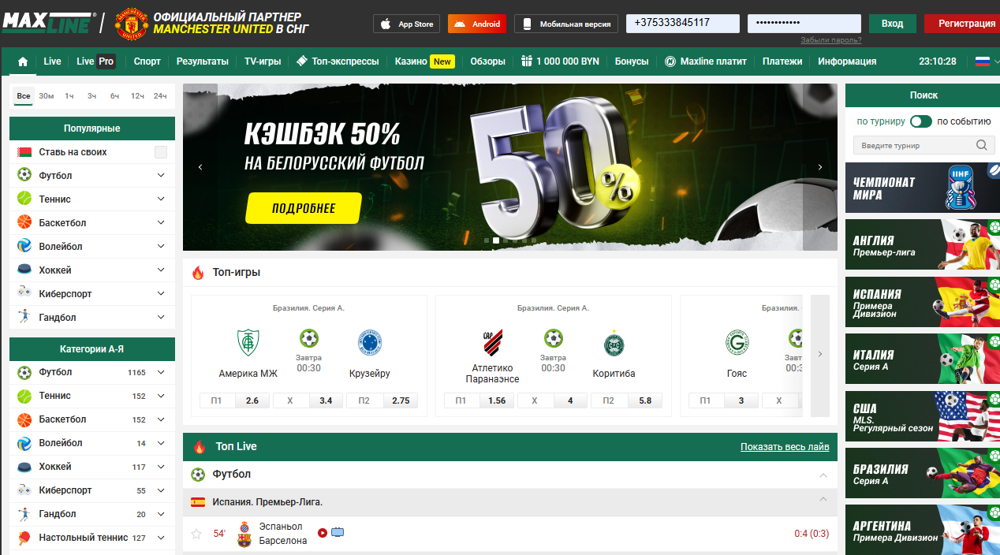 MAXLINE
ОФИЦИАЛЬНЫЙ ПАРТНЕР
MANCHESTER UNITED В СНГ
App Store
Android
Мобильная версия
+375333845117
••••••••••••
Вход
Регистрация
Забыли пароль?
Live
Live Pro
Спорт
Результаты
TV-игры
Топ-экспрессы
Казино New
Обзоры
1 000 000 BYN
Бонусы
Maxline платит
Платежи
Информация
23:10:28
Все 30м 1ч 3ч 6ч 12ч 24ч
Популярные
Ставь на своих
Футбол
Теннис
Баскетбол
Волейбол
Хоккей
Киберспорт
Гандбол
Категории А-Я
Футбол 1165
Теннис 152
Баскетбол 152
Волейбол 14
Хоккей 117
Киберспорт 55
Гандбол 20
Настольный теннис 127
КЭШБЭК 50%
НА БЕЛОРУССКИЙ ФУТБОЛ
ПОДРОБНЕЕ
50%
Топ-игры
Бразилия. Серия А.
Завтра
00:30
Америка МЖ
Крузейру
П1 2.6 X 3.4 П2 2.75
Бразилия. Серия А.
Завтра
00:30
Атлетико
Паранаэнсе
Коритиба
П1 1.56 X 4 П2 5.8
Бразилия.
Завт
00:3
Гояс
П1 3 X
Топ Live
Показать весь лайв
Футбол
Испания. Премьер-Лига.
54'
Эспаньол
Барселона
0:4 (0:3)
Поиск
по турниру по событию
Введите турнир
ЧЕМПИОНАТ
МИРА
IIHF
АНГЛИЯ
Премьер-лига
ИСПАНИЯ
Примера
Дивизион
ИТАЛИЯ
Серия А
США
MLS.
Регулярный сезон
БРАЗИЛИЯ
Серия А
АРГЕНТИНА
Примера Дивизион